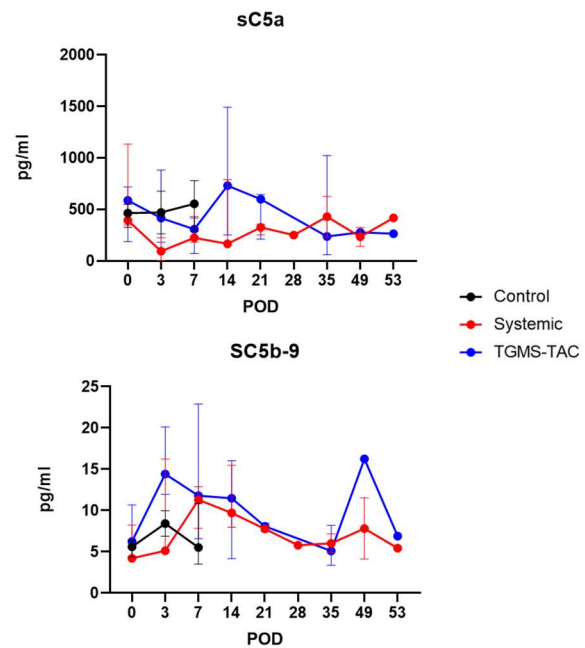 sC5a
pg/ml
2000
1500
1000
500
0
0 3 7 14 21 28 35 49 53
POD
Control
Systemic
TGMS-TAC
SC5b-9
pg/ml
25
20
15
10
5
0
0 3 7 14 21 28 35 49 53
POD